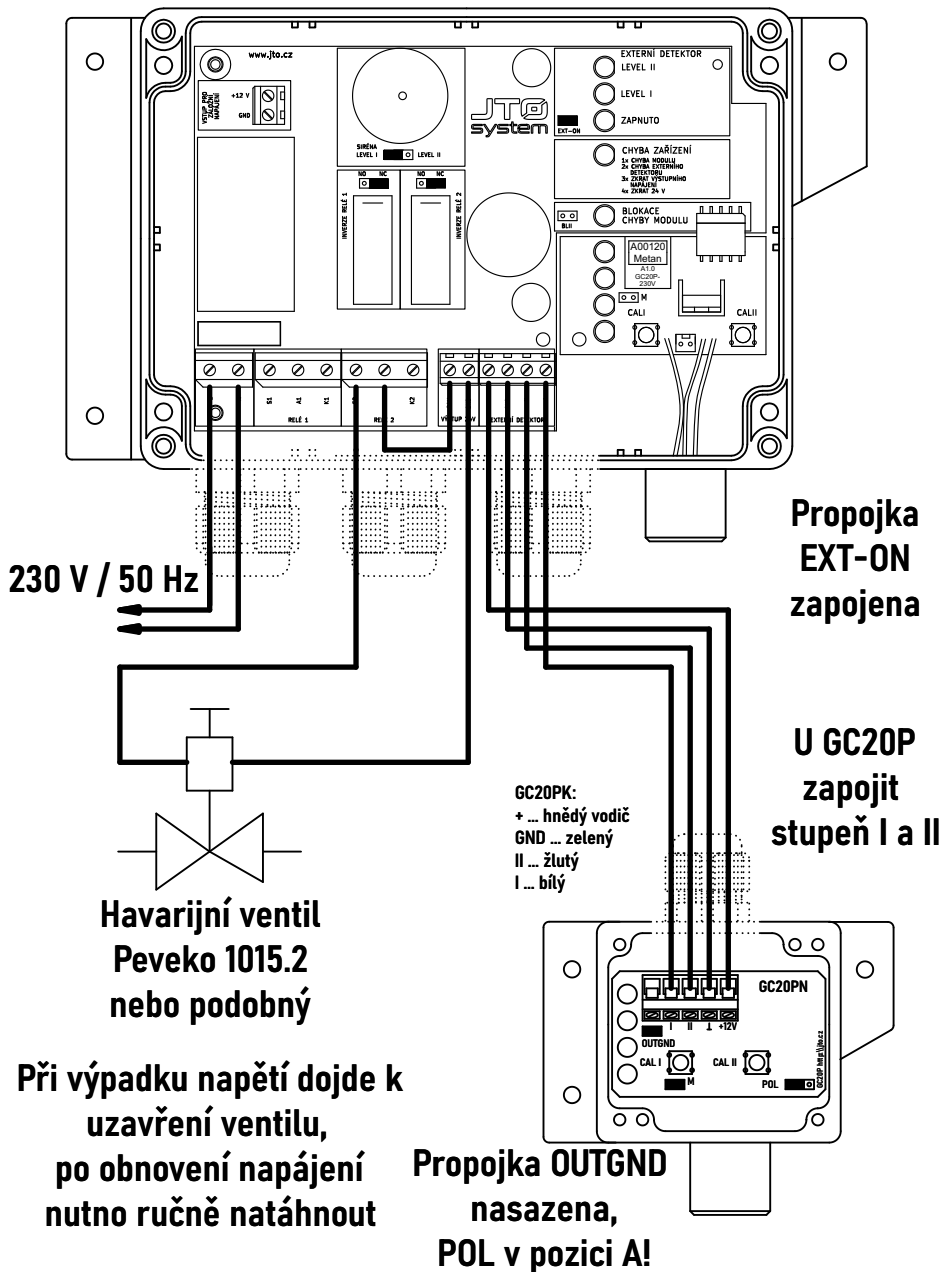 www.jto.cz
VSTUP PRO
ZÁLOŽNÍ
NAPÁJENÍ
+12 V
GND
SIRÉNA
LEVEL I
LEVEL II
JTO
system
EXTERNÍ DETEKTOR
LEVEL II
LEVEL I
ZAPNUTO
EXT-ON
CHYBA ZAŘÍZENÍ
1x CHYBA MODULU
2x CHYBA EXTERNÍHO
DETEKTORU
3x ZKRAT VÝSTUPNÍHO
NAPÁJENÍ
4x ZKRAT 24 V
BLOKACE
CHYBY MODULU
BLII
NO NC
INVERZE RELÉ 1
NO NC
INVERZE RELÉ 2
A00120
Metan
A1.0
GC20P-
230V
M
CALI
CALII
S1 A1 K1
RELÉ 1
K2
RELÉ 2
EXTERNÍ DETEKTOR
230 V / 50 Hz
Propojka
EXT-ON
zapojena
U GC20P
zapojit
stupeň I a II
GC20PK:
+ ... hnědý vodič
GND ... zelený
II ... žlutý
I ... bílý
Havarijní ventil
Peveko 1015.2
nebo podobný
Při výpadku napětí dojde k
uzavření ventilu,
po obnovení napájení
nutno ručně natáhnout
GC20PN
I II ⊥ +12V
OUTGND
CAL I
CAL II
M
POL
GC20P http:\\jto.cz
Propojka OUTGND
nasazena,
POL v pozici A!